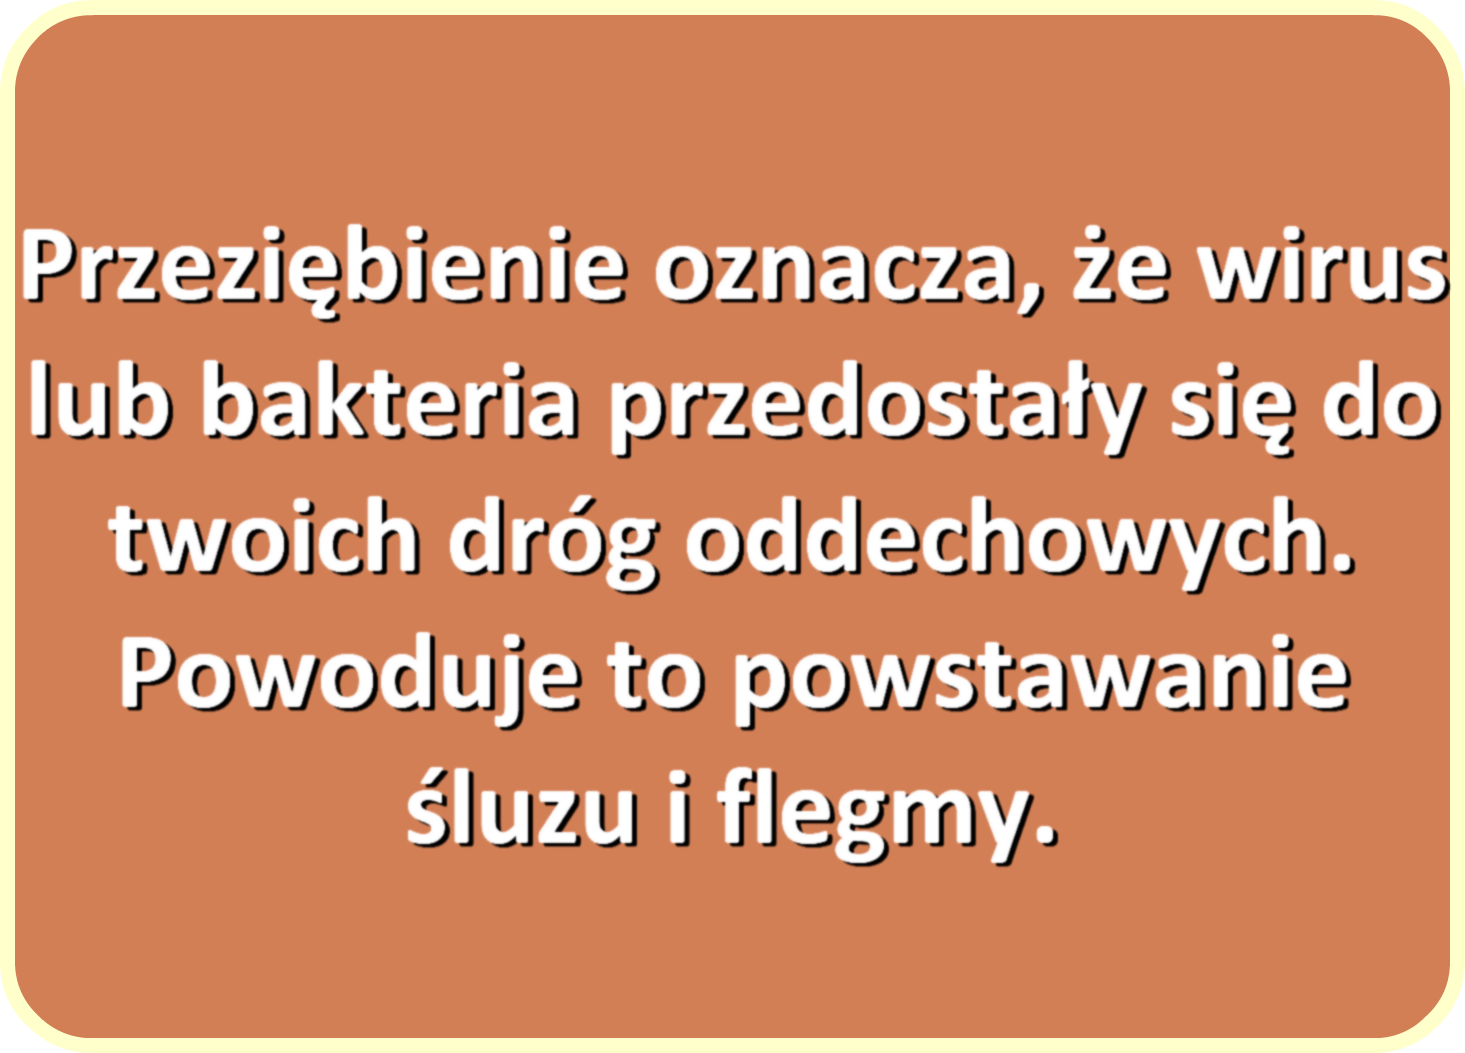 Przeziębienie oznacza, że wirus
lub bakteria przedostały się do
twoich dróg oddechowych.
Powoduje to powstawanie
śluzu i flegmy.